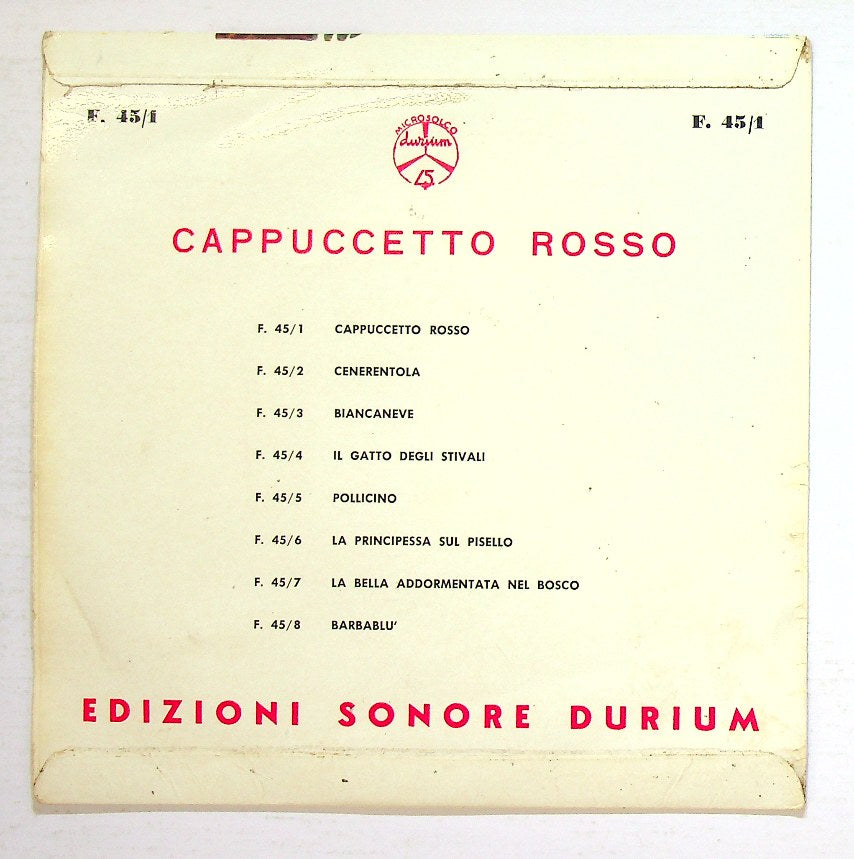 F. 45/1 F. 45/1
MICROSOLCO
durium
45
CAPPUCCETTO ROSSO
F. 45/1 CAPPUCCETTO ROSSO
F. 45/2 CENERENTOLA
F. 45/3 BIANCANEVE
F. 45/4 IL GATTO DEGLI STIVALI
F. 45/5 POLLICINO
F. 45/6 LA PRINCIPESSA SUL PISELLO
F. 45/7 LA BELLA ADDORMENTATA NEL BOSCO
F. 45/8 BARBABLU'
EDIZIONI SONORE DURIUM